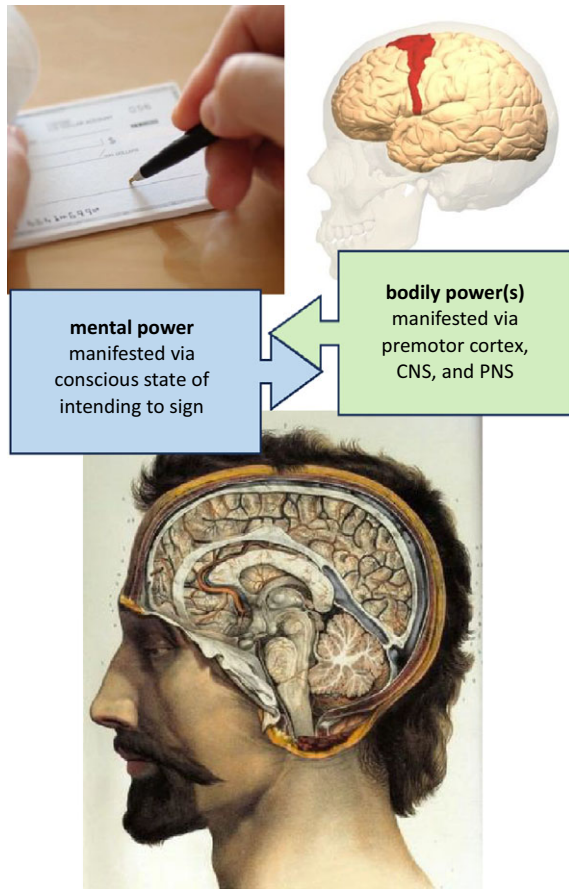 mental power
manifested via
conscious state of
intending to sign
bodily power(s)
manifested via
premotor cortex,
CNS, and PNS